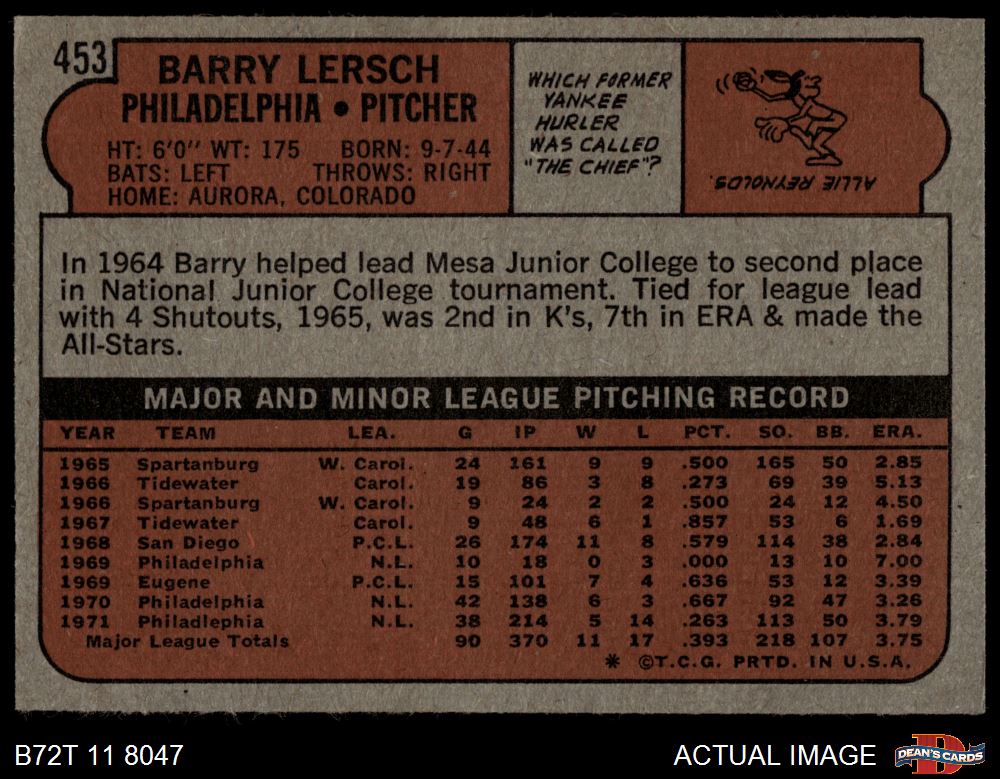 453
BARRY LERSCH
PHILADELPHIA • PITCHER
HT: 6'0" WT: 175 BORN: 9-7-44
BATS: LEFT THROWS: RIGHT
HOME: AURORA, COLORADO
WHICH FORMER
YANKEE
HURLER
WAS CALLED
"THE CHIEF"?
ALLIE REYNOLDS.
In 1964 Barry helped lead Mesa Junior College to second place
in National Junior College tournament. Tied for league lead
with 4 Shutouts, 1965, was 2nd in K's, 7th in ERA & made the
All-Stars.
MAJOR AND MINOR LEAGUE PITCHING RECORD
YEAR TEAM LEA. G IP W L PCT. SO. BB. ERA.
1965 Spartanburg W. Carol. 24 161 9 9 .500 165 50 2.85
1966 Tidewater Carol. 19 86 3 8 .273 69 39 5.13
1966 Spartanburg W. Carol. 9 24 2 2 .500 24 12 4.50
1967 Tidewater Carol. 9 48 6 1 .857 53 6 1.69
1968 San Diego P.C.L. 26 174 11 8 .579 114 38 2.84
1969 Philadelphia N.L. 10 18 0 3 .000 13 10 7.00
1969 Eugene P.C.L. 15 101 7 4 .636 53 12 3.39
1970 Philadelphia N.L. 42 138 6 3 .667 92 47 3.26
1971 Philadlephia N.L. 38 214 5 14 .263 113 50 3.79
Major League Totals 90 370 11 17 .393 218 107 3.75
* ©T.C.G. PRTD. IN U.S.A.
B72T 11 8047
ACTUAL IMAGE
DEAN'S CARDS